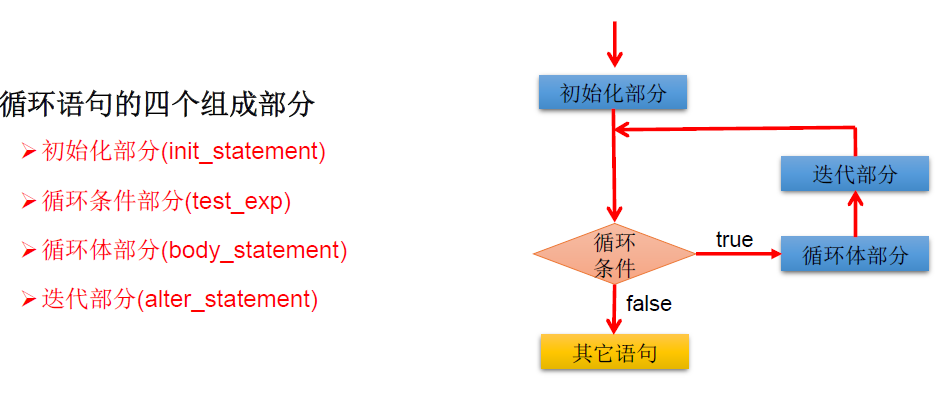 循环语句的四个组成部分
➢初始化部分(init_statement)
➢循环条件部分(test_exp)
➢循环体部分(body_statement)
➢迭代部分(alter_statement)
初始化部分
迭代部分
循环
条件
true
循环体部分
false
其它语句